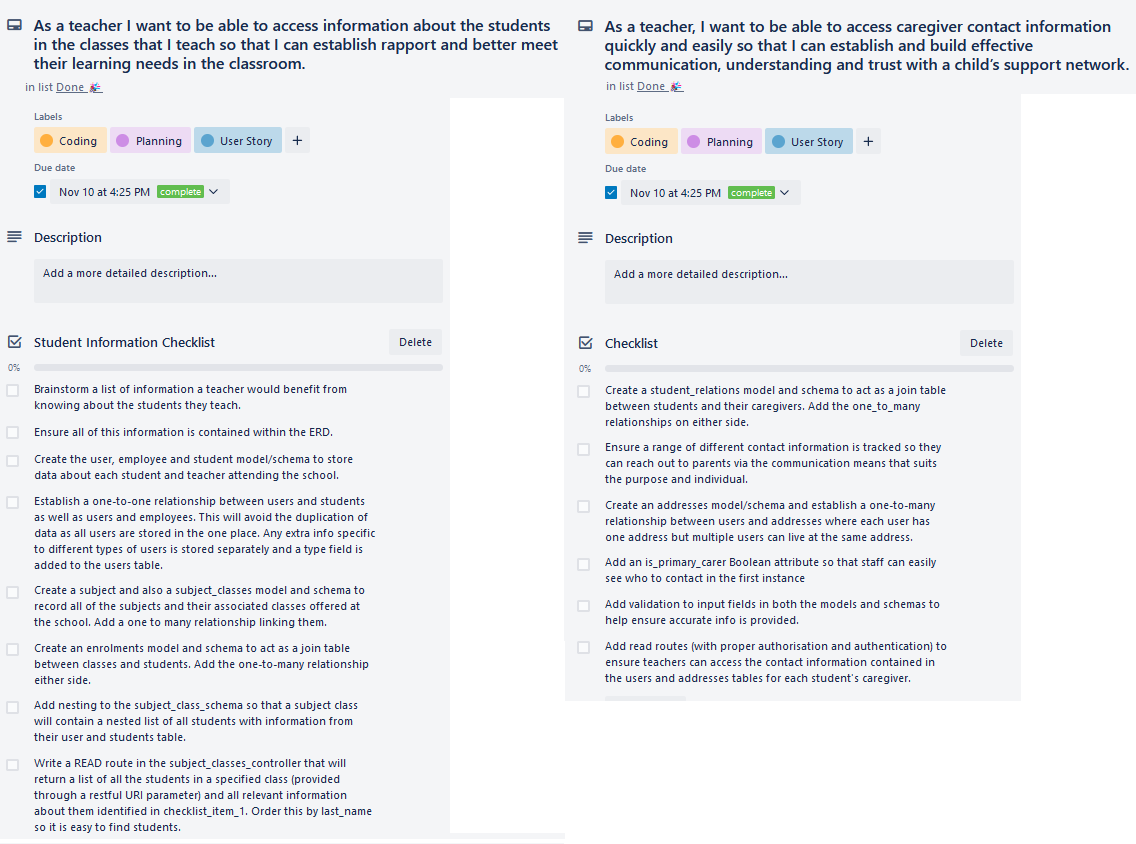 As a teacher I want to be able to access information about the students
in the classes that I teach so that I can establish rapport and better meet
their learning needs in the classroom.
in list Done 🎉
Labels
Coding
Planning
User Story
+
Due date
Nov 10 at 4:25 PM complete
Description
Add a more detailed description...
Student Information Checklist
Delete
0%
Brainstorm a list of information a teacher would benefit from
knowing about the students they teach.
Ensure all of this information is contained within the ERD.
Create the user, employee and student model/schema to store
data about each student and teacher attending the school.
Establish a one-to-one relationship between users and students
as well as users and employees. This will avoid the duplication of
data as all users are stored in the one place. Any extra info specific
to different types of users is stored separately and a type field is
added to the users table.
Create a subject and also a subject_classes model and schema to
record all of the subjects and their associated classes offered at
the school. Add a one to many relationship linking them.
Create an enrolments model and schema to act as a join table
between classes and students. Add the one-to-many relationship
either side.
Add nesting to the subject_class_schema so that a subject class
will contain a nested list of all students with information from
their user and students table.
Write a READ route in the subject_classes_controller that will
return a list of all the students in a specified class (provided
through a restful URI parameter) and all relevant information
about them identified in checklist_item_1. Order this by last_name
so it is easy to find students.
As a teacher, I want to be able to access caregiver contact information
quickly and easily so that I can establish and build effective
communication, understanding and trust with a child's support network.
in list Done 🎉
Labels
Coding
Planning
User Story
+
Due date
Nov 10 at 4:25 PM complete
Description
Add a more detailed description...
Checklist
Delete
0%
Create a student_relations model and schema to act as a join table
between students and their caregivers. Add the one_to_many
relationships on either side.
Ensure a range of different contact information is tracked so they
can reach out to parents via the communication means that suits
the purpose and individual.
Create an addresses model/schema and establish a one-to-many
relationship between users and addresses where each user has
one address but multiple users can live at the same address.
Add an is_primary_carer Boolean attribute so that staff can easily
see who to contact in the first instance
Add validation to input fields in both the models and schemas to
help ensure accurate info is provided.
Add read routes (with proper authorisation and authentication) to
ensure teachers can access the contact information contained in
the users and addresses tables for each student's caregiver.